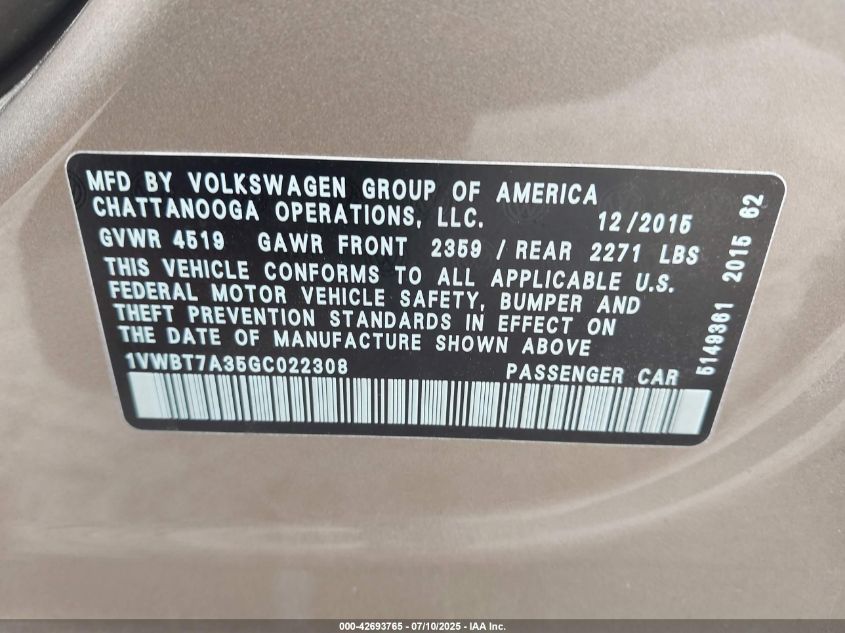 MFD BY VOLKSWAGEN GROUP OF AMERICA
CHATTANOOGA OPERATIONS, LLC. 12/2015
GVWR 4519 GAWR FRONT 2359 / REAR 2271 LBS
THIS VEHICLE CONFORMS TO ALL APPLICABLE U.S.
FEDERAL MOTOR VEHICLE SAFETY, BUMPER AND
THEFT PREVENTION STANDARDS IN EFFECT ON
THE DATE OF MANUFACTURE SHOWN ABOVE
1VWBT7A35GC022308 PASSENGER CAR
5149361 2015 62
000-42693765 - 07/10/2025 - IAA Inc.